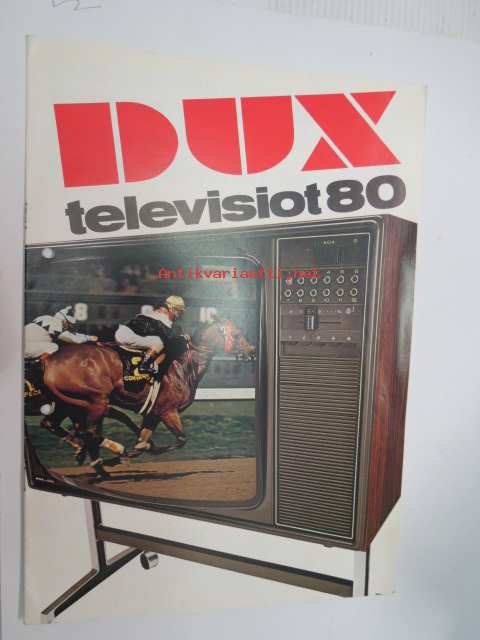 DUX
televisiot 80
Antikvariaatti.net